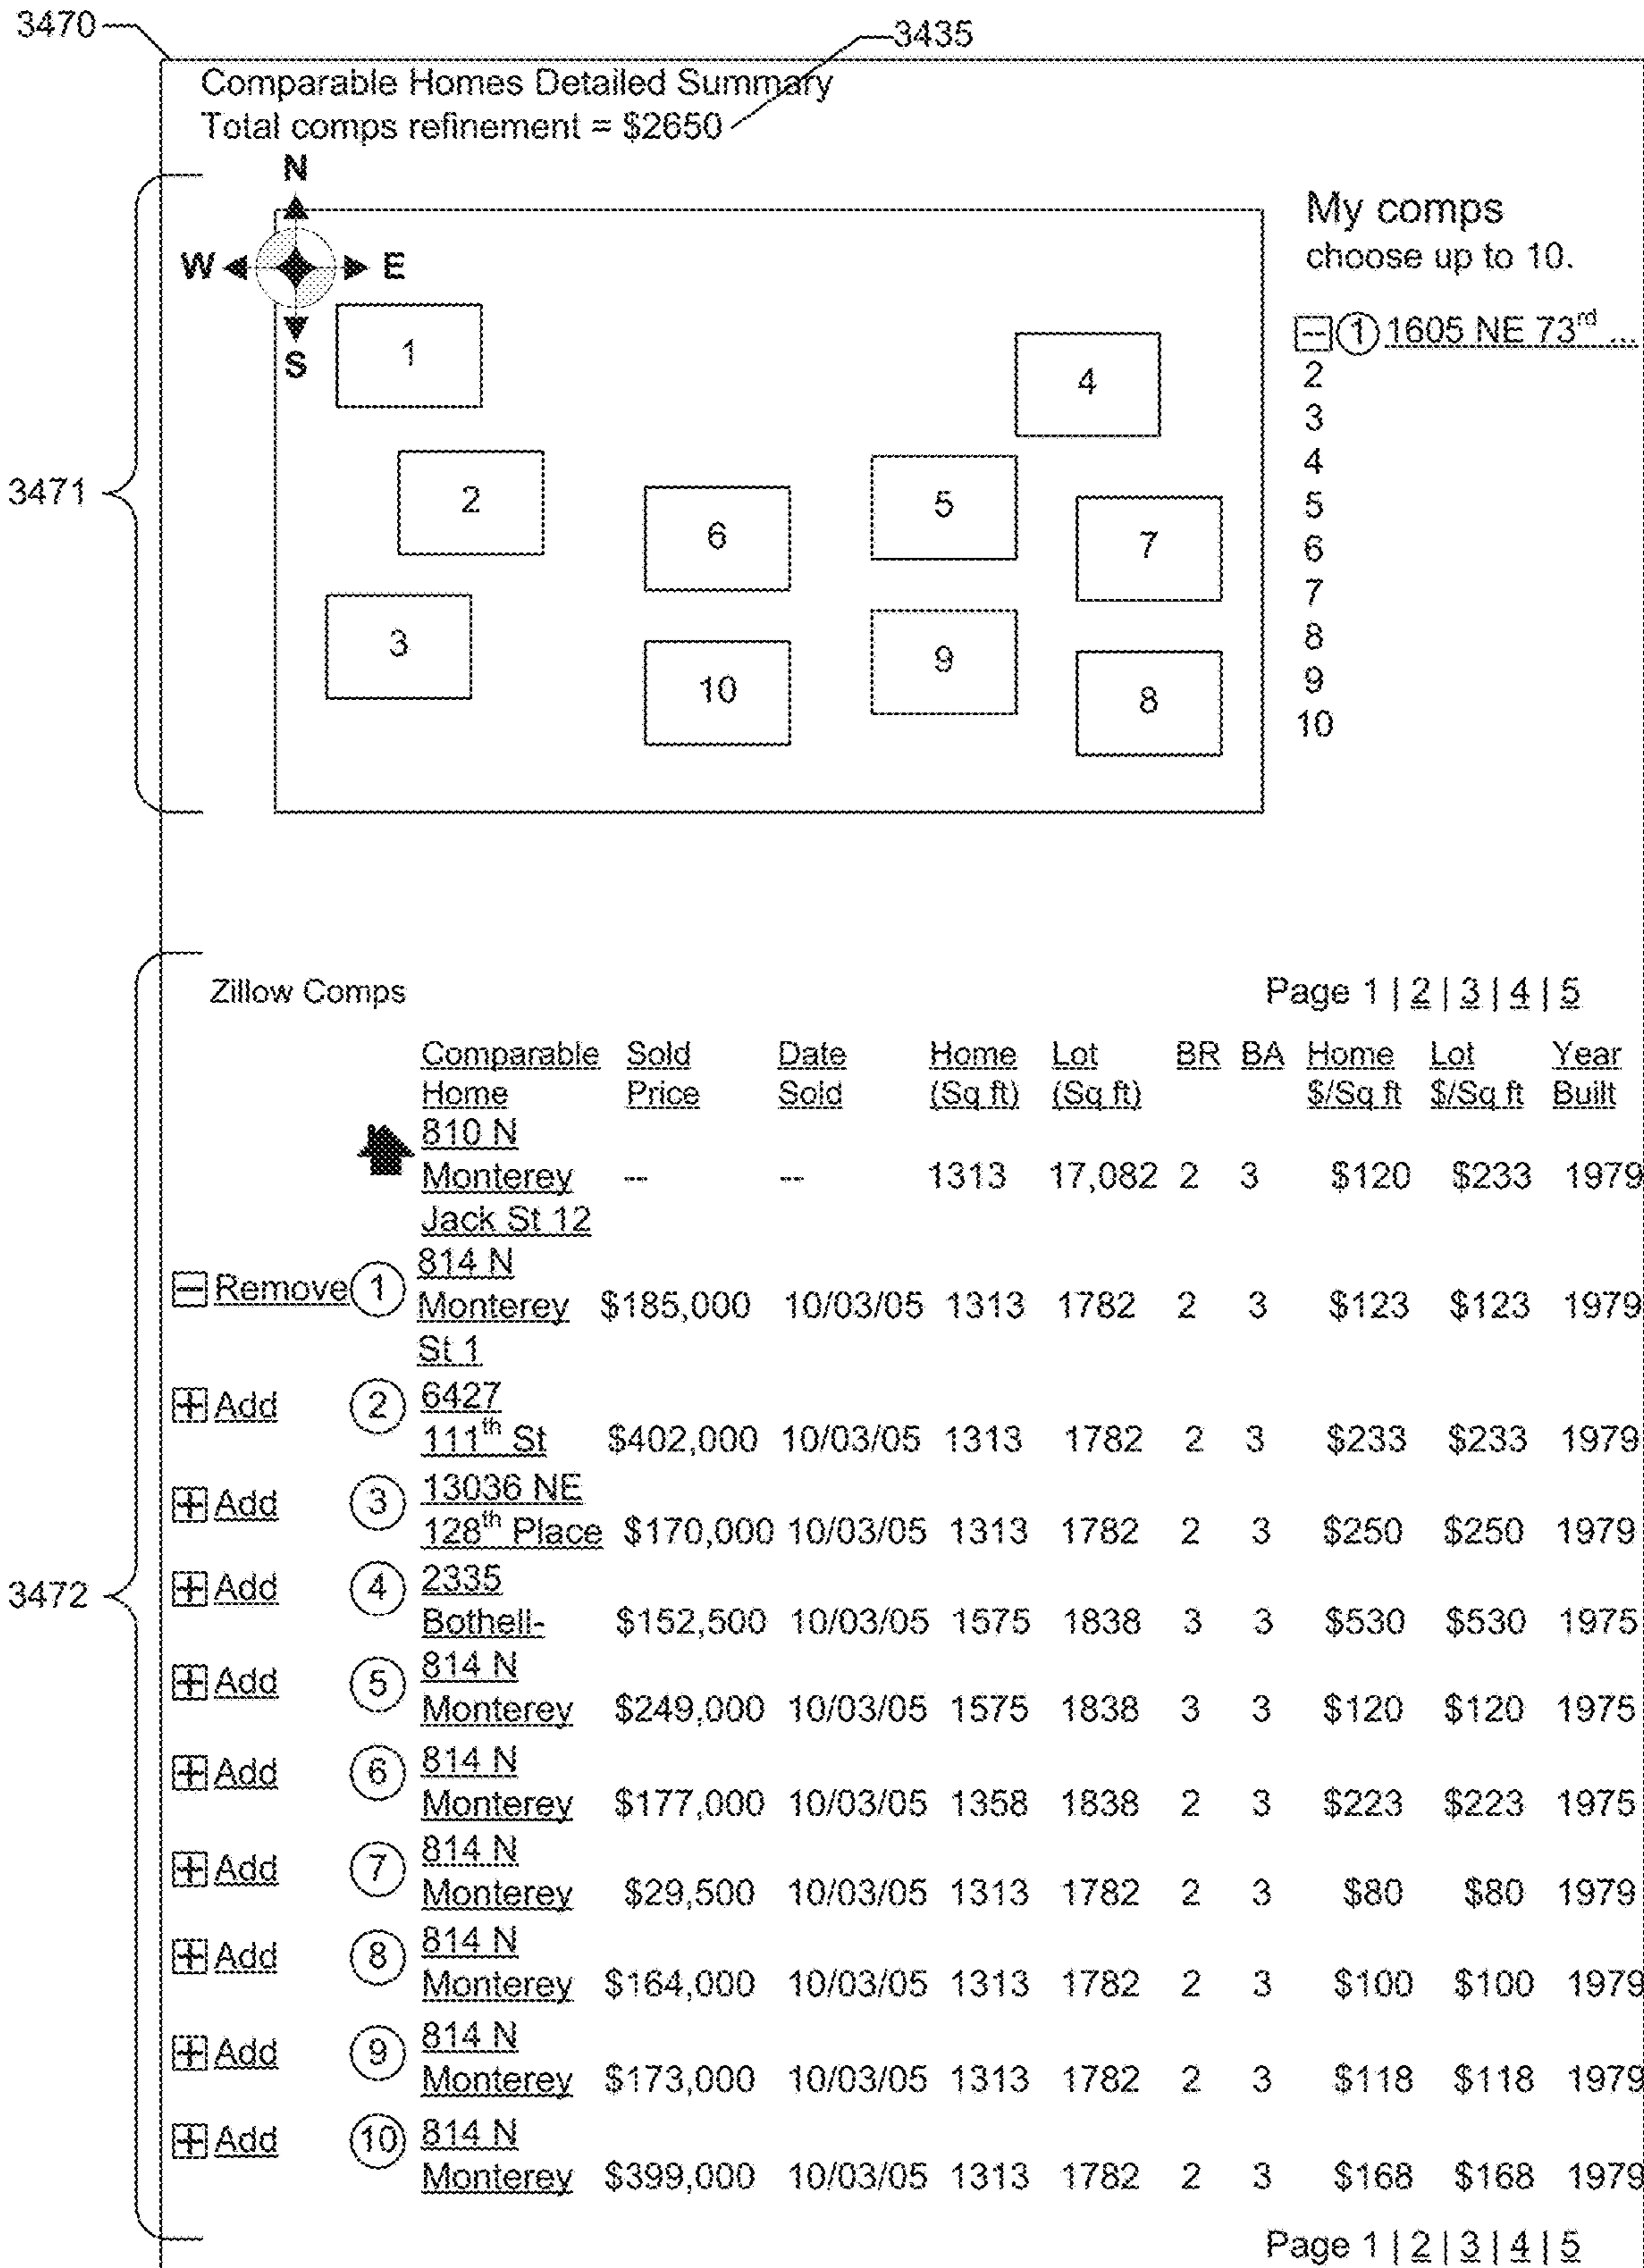 3470
3435
Comparable Homes Detailed Summary
Total comps refinement = $2650
N
W E
S
My comps
choose up to 10.
1 1605 NE 73rd ...
2
3
4
5
6
7
8
9
10
3471
1
2
3
4
5
6
7
8
9
10
3472
Zillow Comps
Page 1 | 2 | 3 | 4 | 5
Comparable Sold Date Home Lot BR BA Home Lot Year
Home Price Sold (Sq ft) (Sq ft) $/Sq ft $/Sq ft Built
810 N
Monterey -- -- 1313 17,082 2 3 $120 $233 1979
Jack St 12
814 N
Remove 1 Monterey $185,000 10/03/05 1313 1782 2 3 $123 $123 1979
St 1
Add 2 6427
111th St $402,000 10/03/05 1313 1782 2 3 $233 $233 1979
Add 3 13036 NE
128th Place $170,000 10/03/05 1313 1782 2 3 $250 $250 1979
Add 4 2335
Bothell- $152,500 10/03/05 1575 1838 3 3 $530 $530 1975
Add 5 814 N
Monterey $249,000 10/03/05 1575 1838 3 3 $120 $120 1975
Add 6 814 N
Monterey $177,000 10/03/05 1358 1838 2 3 $223 $223 1975
Add 7 814 N
Monterey $29,500 10/03/05 1313 1782 2 3 $80 $80 1979
Add 8 814 N
Monterey $164,000 10/03/05 1313 1782 2 3 $100 $100 1979
Add 9 814 N
Monterey $173,000 10/03/05 1313 1782 2 3 $118 $118 1979
Add 10 814 N
Monterey $399,000 10/03/05 1313 1782 2 3 $168 $168 1979
Page 1 | 2 | 3 | 4 | 5